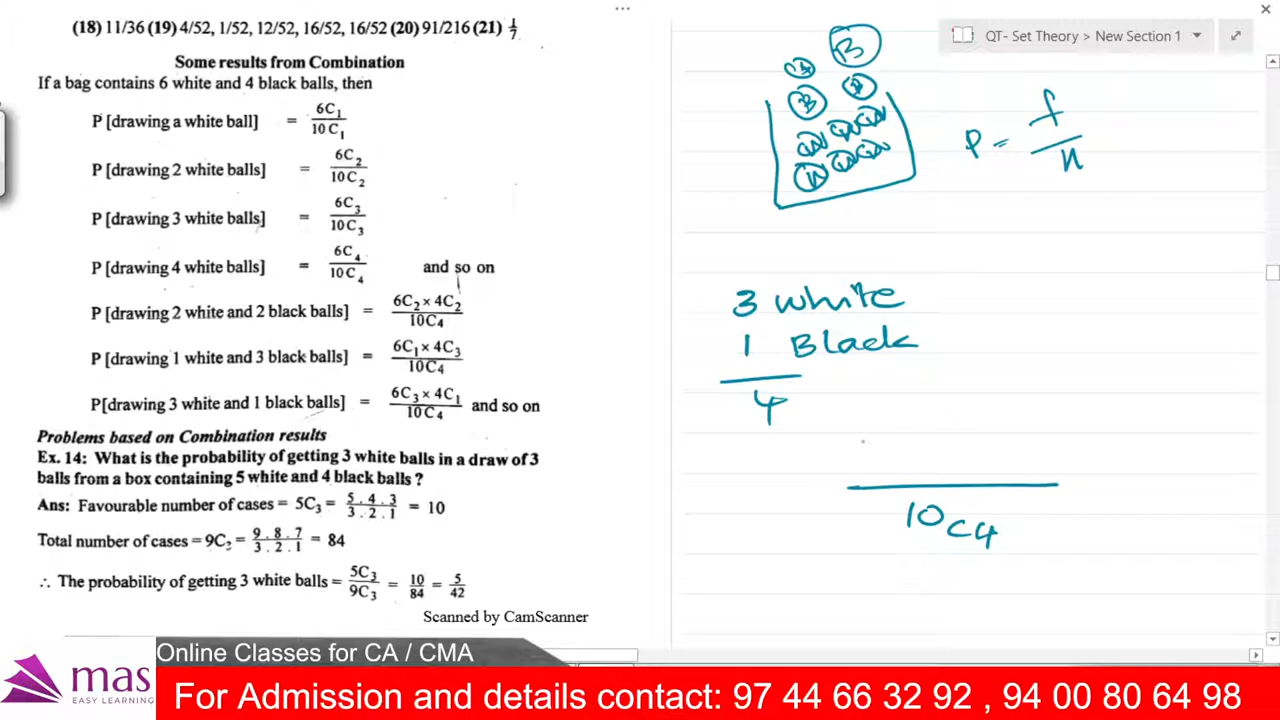 (18) 11/36 (19) 4/52, 1/52, 12/52, 16/52, 16/52 (20) 91/216 (21) 1/7
Some results from Combination
If a bag contains 6 white and 4 black balls, then
P [drawing a white ball] = 6C1/10C1
P [drawing 2 white balls] = 6C2/10C2
P [drawing 3 white balls] = 6C3/10C3
P [drawing 4 white balls] = 6C4/10C4 and so on
P [drawing 2 white and 2 black balls] = 6C2 × 4C2/10C4
P [drawing 1 white and 3 black balls] = 6C1 × 4C3/10C4
P[drawing 3 white and 1 black balls] = 6C3 × 4C1/10C4 and so on
Problems based on Combination results
Ex. 14: What is the probability of getting 3 white balls in a draw of 3
balls from a box containing 5 white and 4 black balls ?
Ans: Favourable number of cases = 5C3 = 5 . 4 . 3/3 . 2 . 1 = 10
Total number of cases = 9C3 = 9 . 8 . 7/3 . 2 . 1 = 84
∴ The probability of getting 3 white balls = 5C3/9C3 = 10/84 = 5/42
Scanned by CamScanner
QT- Set Theory > New Section 1
B
B
P = f/n
3 white
1 Black
4
10C4
mas
EASY LEARNING
Online Classes for CA / CMA
For Admission and details contact: 97 44 66 32 92 , 94 00 80 64 98